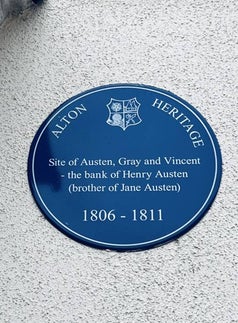 ALTON HERITAGE
Site of Austen, Gray and Vincent
- the bank of Henry Austen
(brother of Jane Austen)
1806 - 1811